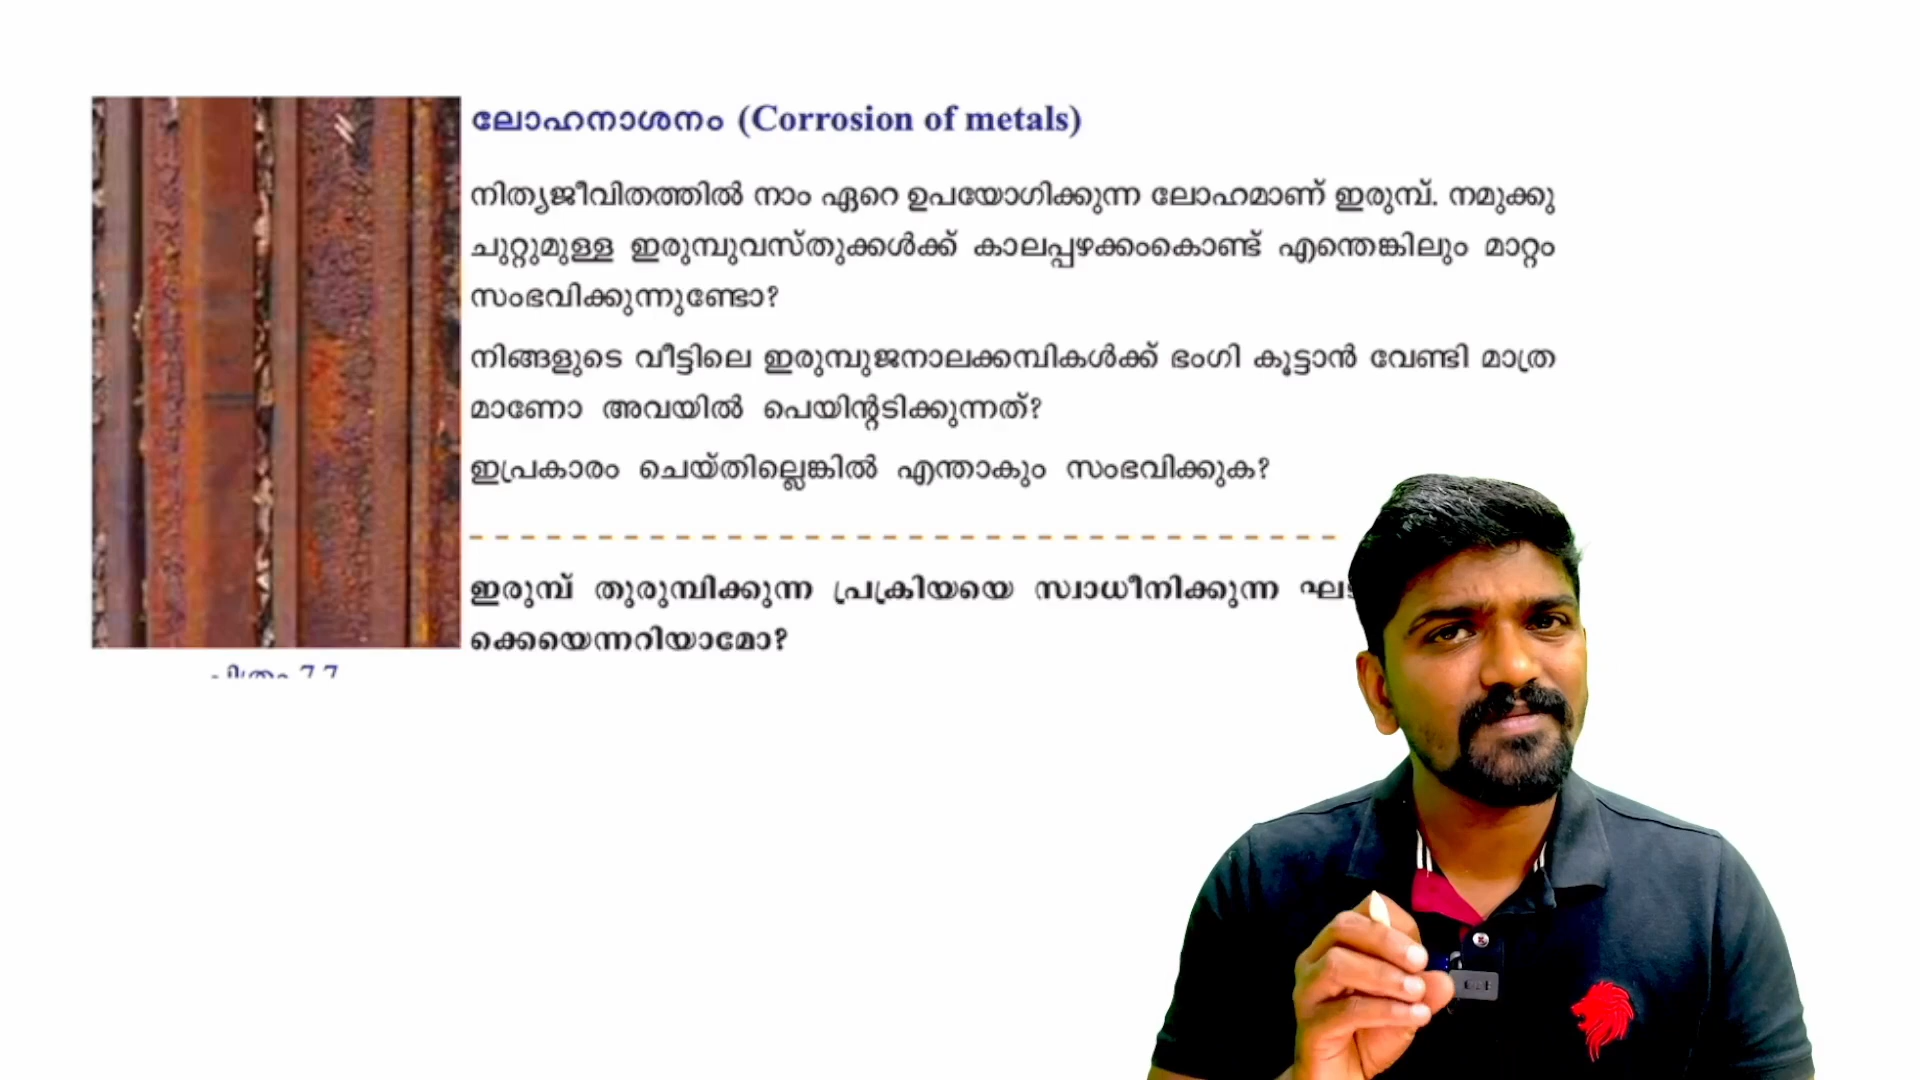 ലോഹനാശനം (Corrosion of metals)
നിത്യജീവിതത്തിൽ നാം ഏറെ ഉപയോഗിക്കുന്ന ലോഹമാണ് ഇരുമ്പ്. നമുക്കു
ചുറ്റുമുള്ള ഇരുമ്പുവസ്തുക്കൾക്ക് കാലപ്പഴക്കംകൊണ്ട് എന്തെങ്കിലും മാറ്റം
സംഭവിക്കുന്നുണ്ടോ?
നിങ്ങളുടെ വീട്ടിലെ ഇരുമ്പുജനാലക്കമ്പികൾക്ക് ഭംഗി കൂട്ടാൻ വേണ്ടി മാത്ര
മാണോ അവയിൽ പെയിന്റടിക്കുന്നത്?
ഇപ്രകാരം ചെയ്തില്ലെങ്കിൽ എന്താകും സംഭവിക്കുക?
ഇരുമ്പ് തുരുമ്പിക്കുന്ന പ്രക്രിയയെ സ്വാധീനിക്കുന്ന
ക്കെയെന്നറിയാമോ?